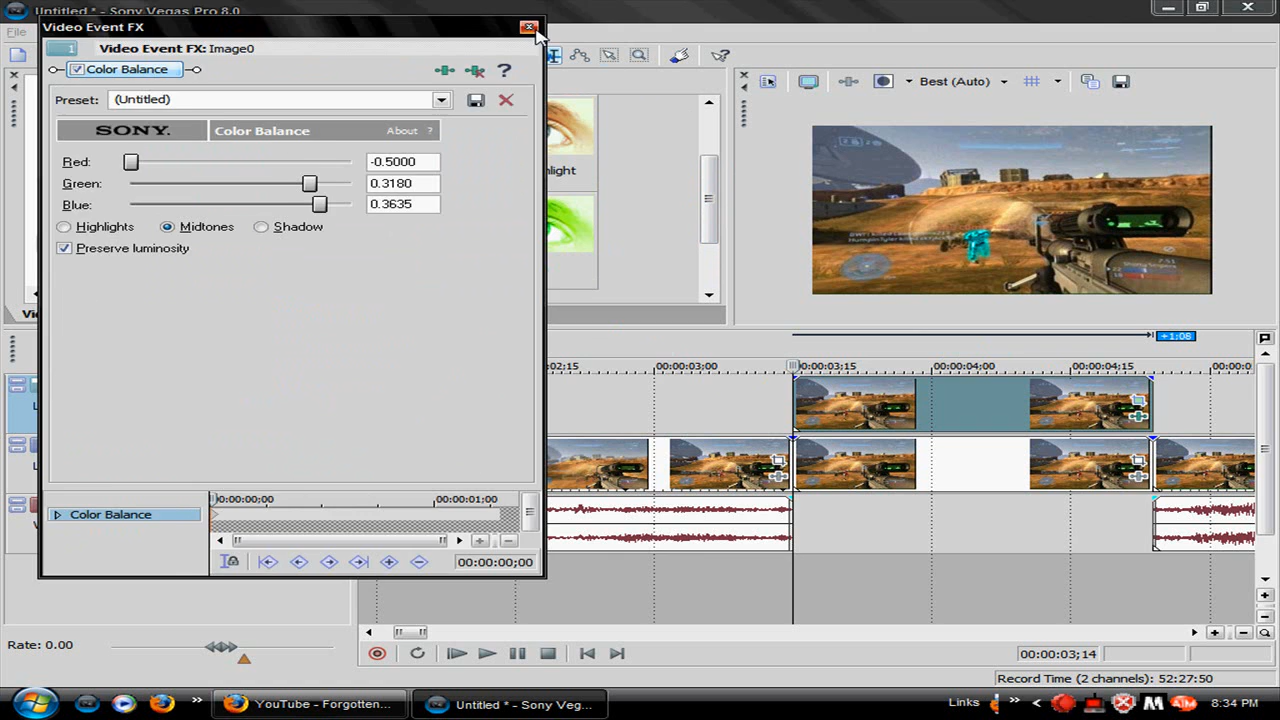 Untitled * - Sony Vegas Pro 8.0
File
Video Event FX
1
Video Event FX: Image0
Color Balance
?
Preset: (Untitled)
Best (Auto)
SONY. Color Balance About ?
Red: -0.5000
Green: 0.3180
Blue: 0.3635
Highlights Midtones Shadow
Preserve luminosity
+1:08
2;15 00:00:03;00 00:00:03;15 00:00:04;00 00:00:04;15
00:00:00;00 00:00:01;00
Color Balance
00:00:00;00
Rate: 0.00
00:00:03;14
Record Time (2 channels): 52:27:50
YouTube - Forgotten... Untitled * - Sony Veg... Links 8:34 PM